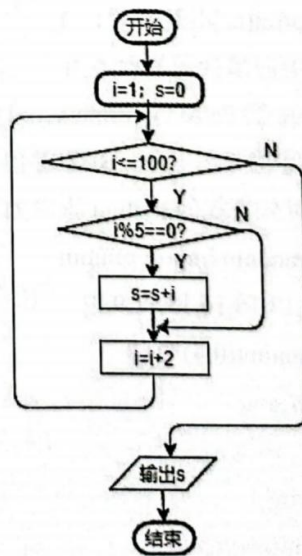 开始
i=1; s=0
i<=100?
N
Y
i%5==0?
N
Y
s=s+i
i=i+2
输出s
结束